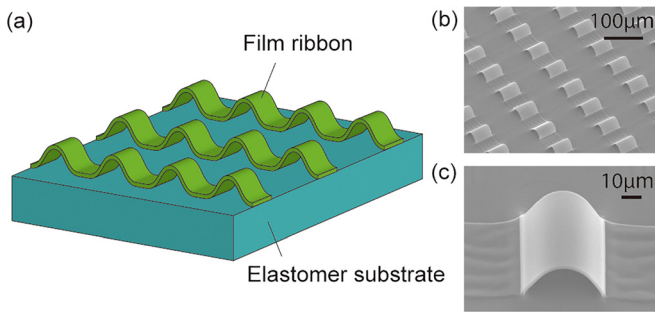 (a)
Film ribbon
Elastomer substrate
(b)
100μm
(c)
10μm